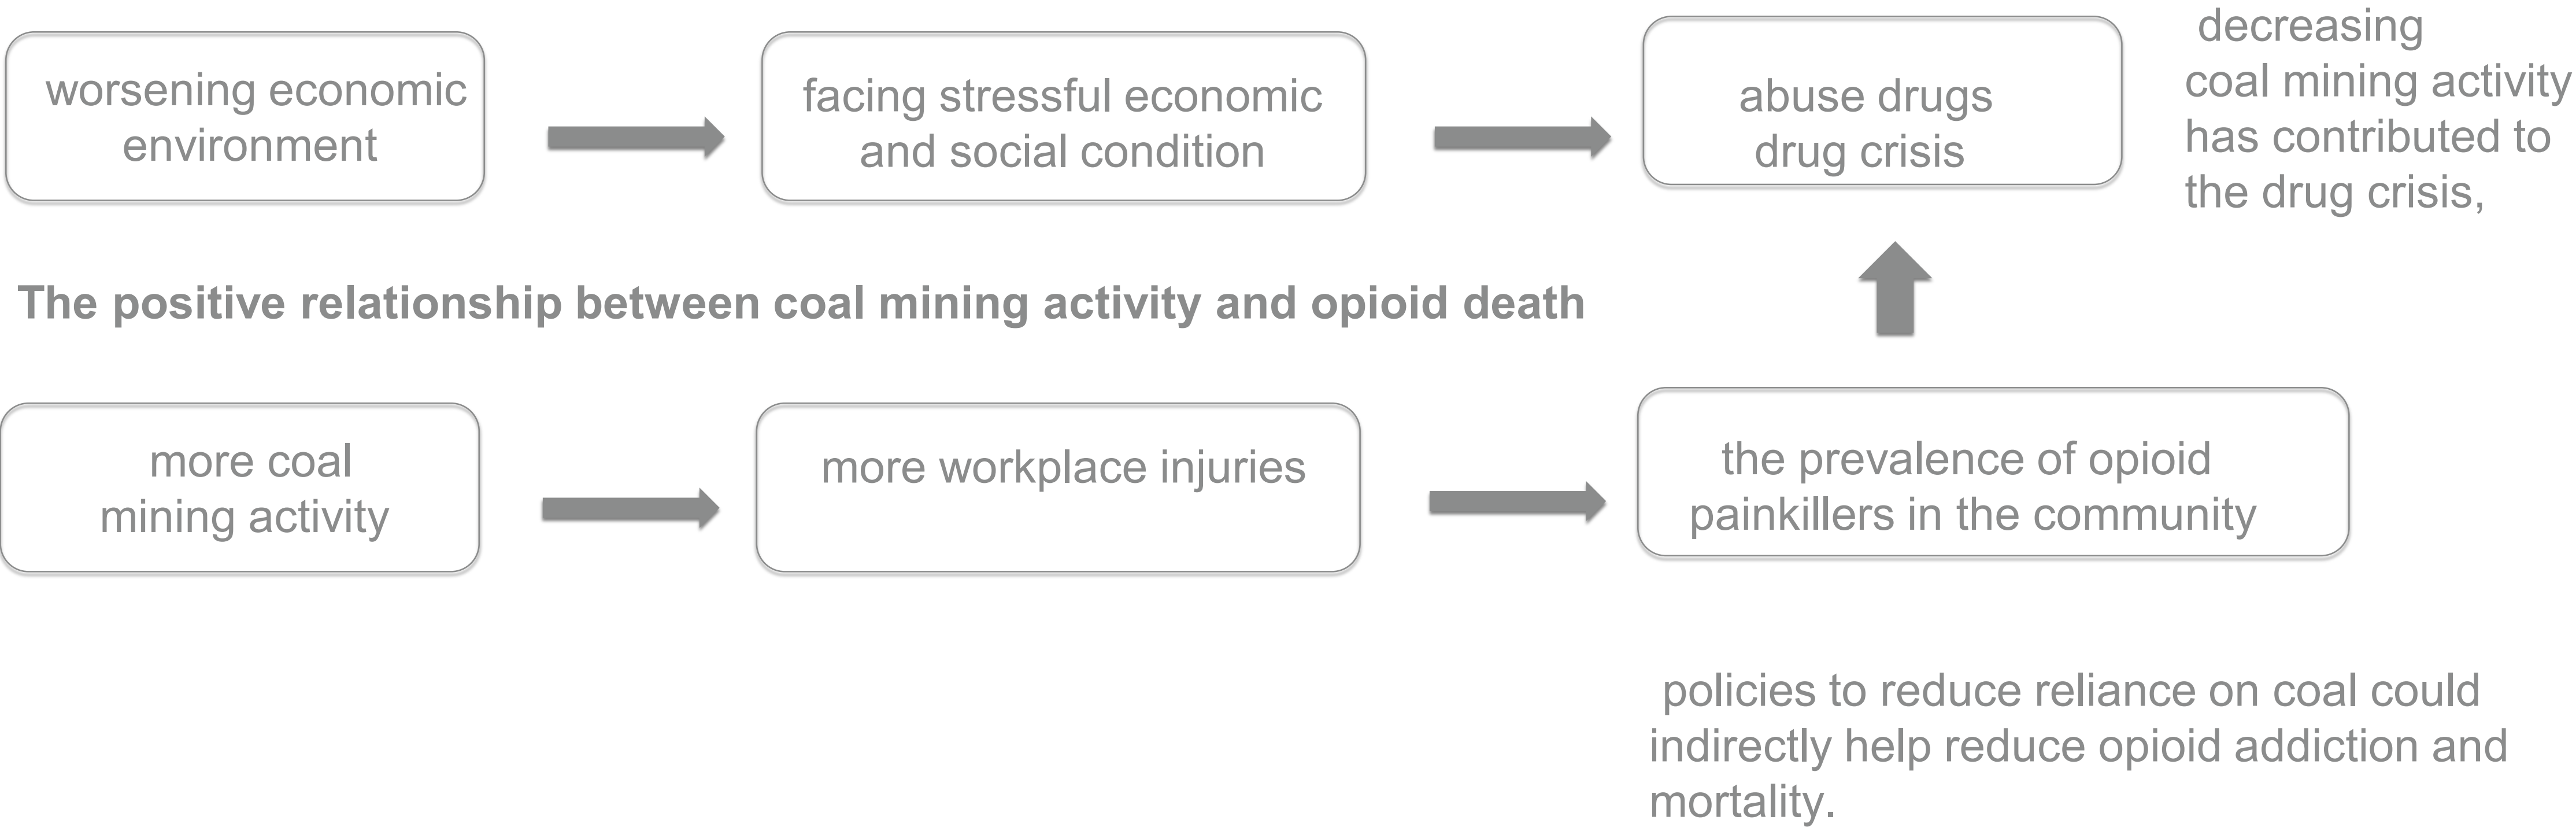 worsening economic
environment
facing stressful economic
and social condition
abuse drugs
drug crisis
decreasing
coal mining activity
has contributed to
the drug crisis,
The positive relationship between coal mining activity and opioid death
more coal
mining activity
more workplace injuries
the prevalence of opioid
painkillers in the community
policies to reduce reliance on coal could
indirectly help reduce opioid addiction and
mortality.